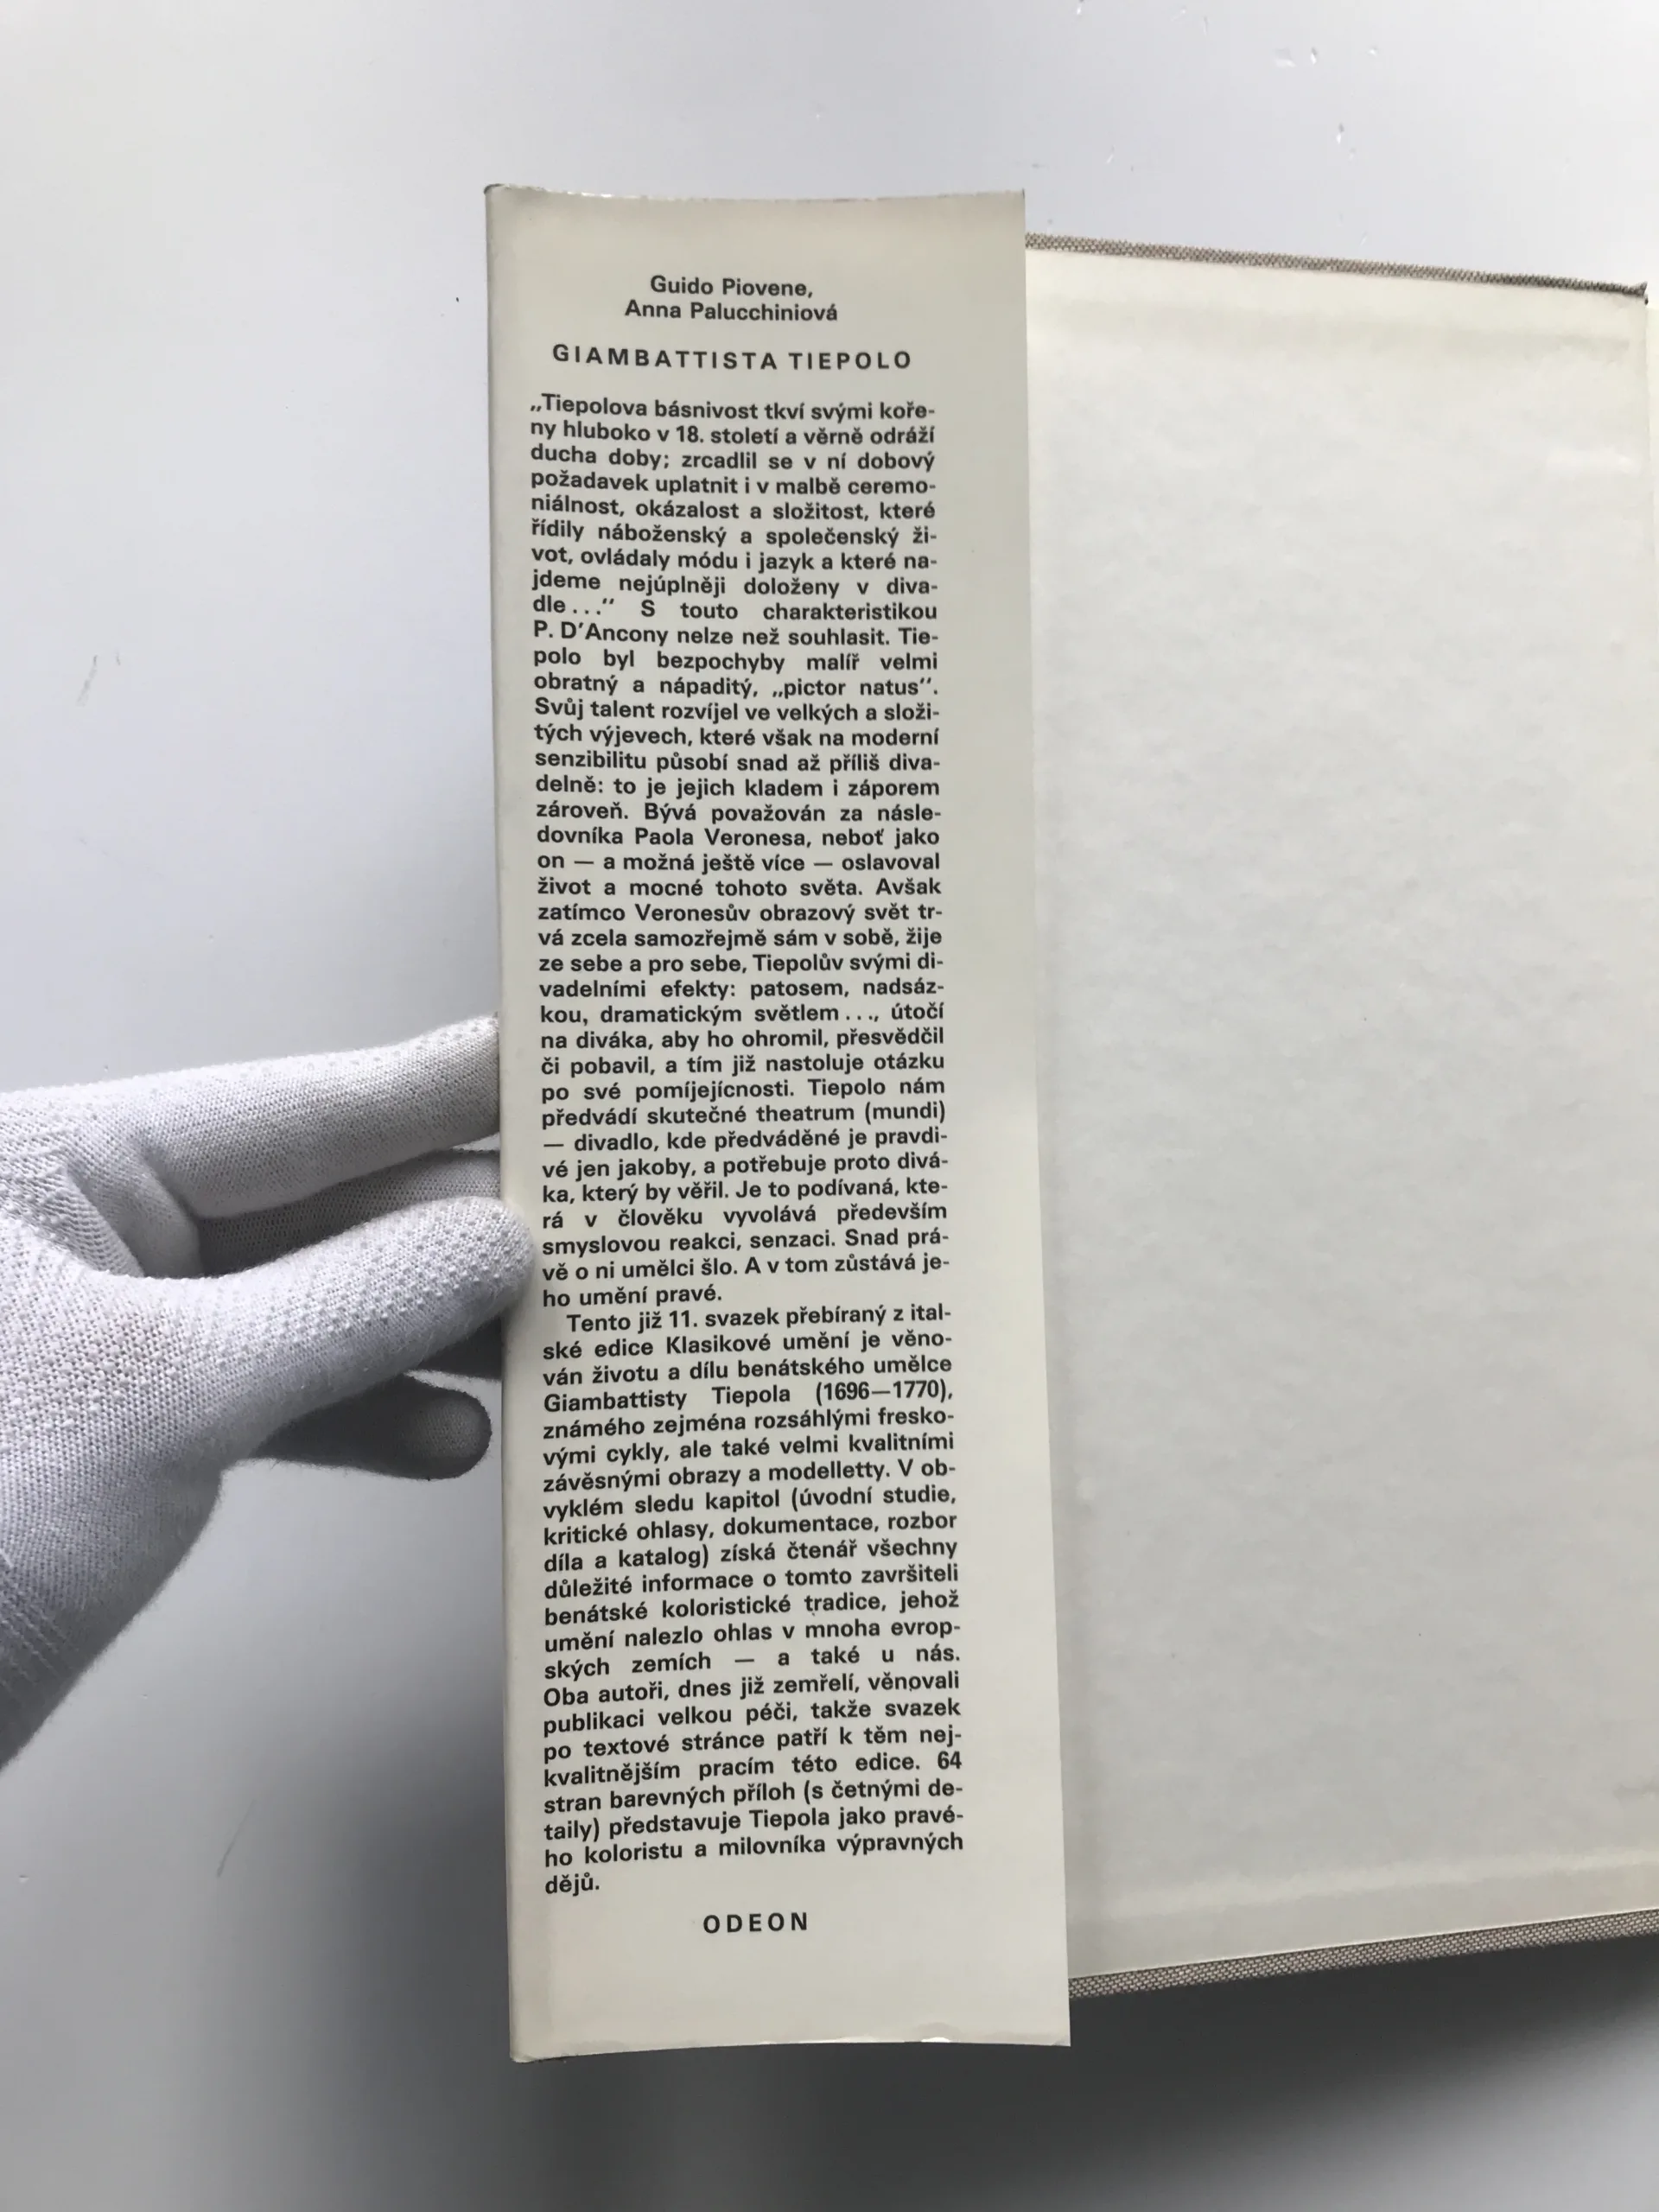 Guido Piovene,
Anna Palucchiniová
GIAMBATTISTA TIEPOLO
„Tiepolova básnivost tkví svými koře-
ny hluboko v 18. století a věrně odráží
ducha doby; zrcadlil se v ní dobový
požadavek uplatnit i v malbě ceremo-
niálnost, okázalost a složitost, které
řídily náboženský a společenský ži-
vot, ovládaly módu i jazyk a které na-
jdeme nejúplněji doloženy v diva-
dle ...“ S touto charakteristikou
P. D'Ancony nelze než souhlasit. Tie-
polo byl bezpochyby malíř velmi
obratný a nápaditý, „pictor natus“.
Svůj talent rozvíjel ve velkých a složi-
tých výjevech, které však na moderní
senzibilitu působí snad až příliš diva-
delně: to je jejich kladem i záporem
zároveň. Bývá považován za násle-
dovníka Paola Veronesa, neboť jako
on — a možná ještě více — oslavoval
život a mocné tohoto světa. Avšak
zatímco Veronesův obrazový svět tr-
vá zcela samozřejmě sám v sobě, žije
ze sebe a pro sebe, Tiepolův svými di-
vadelními efekty: patosem, nadsáz-
kou, dramatickým světlem ..., útočí
na diváka, aby ho ohromil, přesvědčil
či pobavil, a tím již nastoluje otázku
po své pomíjejícnosti. Tiepolo nám
předvádí skutečné theatrum (mundi)
— divadlo, kde předváděné je pravdi-
vé jen jakoby, a potřebuje proto divá-
ka, který by věřil. Je to podívaná, kte-
rá v člověku vyvolává především
smyslovou reakci, senzaci. Snad prá-
vě o ni umělci šlo. A v tom zůstává je-
ho umění pravé.
Tento již 11. svazek přebíraný z ital-
ské edice Klasikové umění je věno-
ván životu a dílu benátského umělce
Giambattisty Tiepola (1696—1770),
známého zejména rozsáhlými fresko-
vými cykly, ale také velmi kvalitními
závěsnými obrazy a modelletty. V ob-
vyklém sledu kapitol (úvodní studie,
kritické ohlasy, dokumentace, rozbor
díla a katalog) získá čtenář všechny
důležité informace o tomto završiteli
benátské koloristické tradice, jehož
umění nalezlo ohlas v mnoha evrop-
ských zemích — a také u nás.
Oba autoři, dnes již zemřelí, věnovali
publikaci velkou péči, takže svazek
po textové stránce patří k těm nej-
kvalitnějším pracím této edice. 64
stran barevných příloh (s četnými de-
taily) představuje Tiepola jako pravé-
ho koloristu a milovníka výpravných
dějů.
ODEON